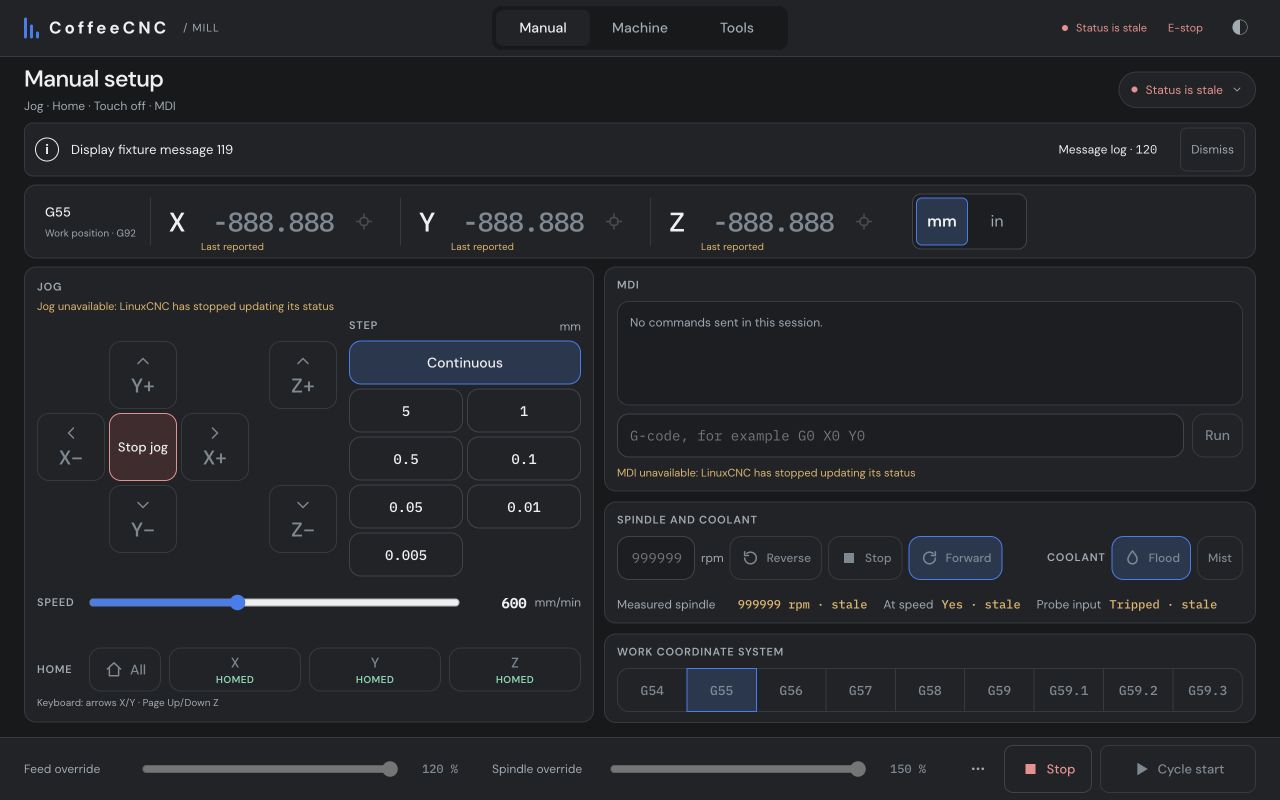 CoffeeCNC / MILL
Manual Machine Tools
Status is stale E-stop
Manual setup
Jog · Home · Touch off · MDI
Status is stale
Display fixture message 119
Message log · 120
Dismiss
G55
Work position · G92
X -888.888
Last reported
Y -888.888
Last reported
Z -888.888
Last reported
mm in
JOG
Jog unavailable: LinuxCNC has stopped updating its status
STEP mm
Y+
Z+
X−
Stop jog
X+
Y−
Z−
Continuous
5 1
0.5 0.1
0.05 0.01
0.005
SPEED 600 mm/min
HOME All
X HOMED
Y HOMED
Z HOMED
Keyboard: arrows X/Y · Page Up/Down Z
MDI
No commands sent in this session.
G-code, for example G0 X0 Y0
Run
MDI unavailable: LinuxCNC has stopped updating its status
SPINDLE AND COOLANT
999999 rpm Reverse Stop Forward COOLANT Flood Mist
Measured spindle 999999 rpm · stale At speed Yes · stale Probe input Tripped · stale
WORK COORDINATE SYSTEM
G54 G55 G56 G57 G58 G59 G59.1 G59.2 G59.3
Feed override 120 % Spindle override 150 % ··· Stop Cycle start